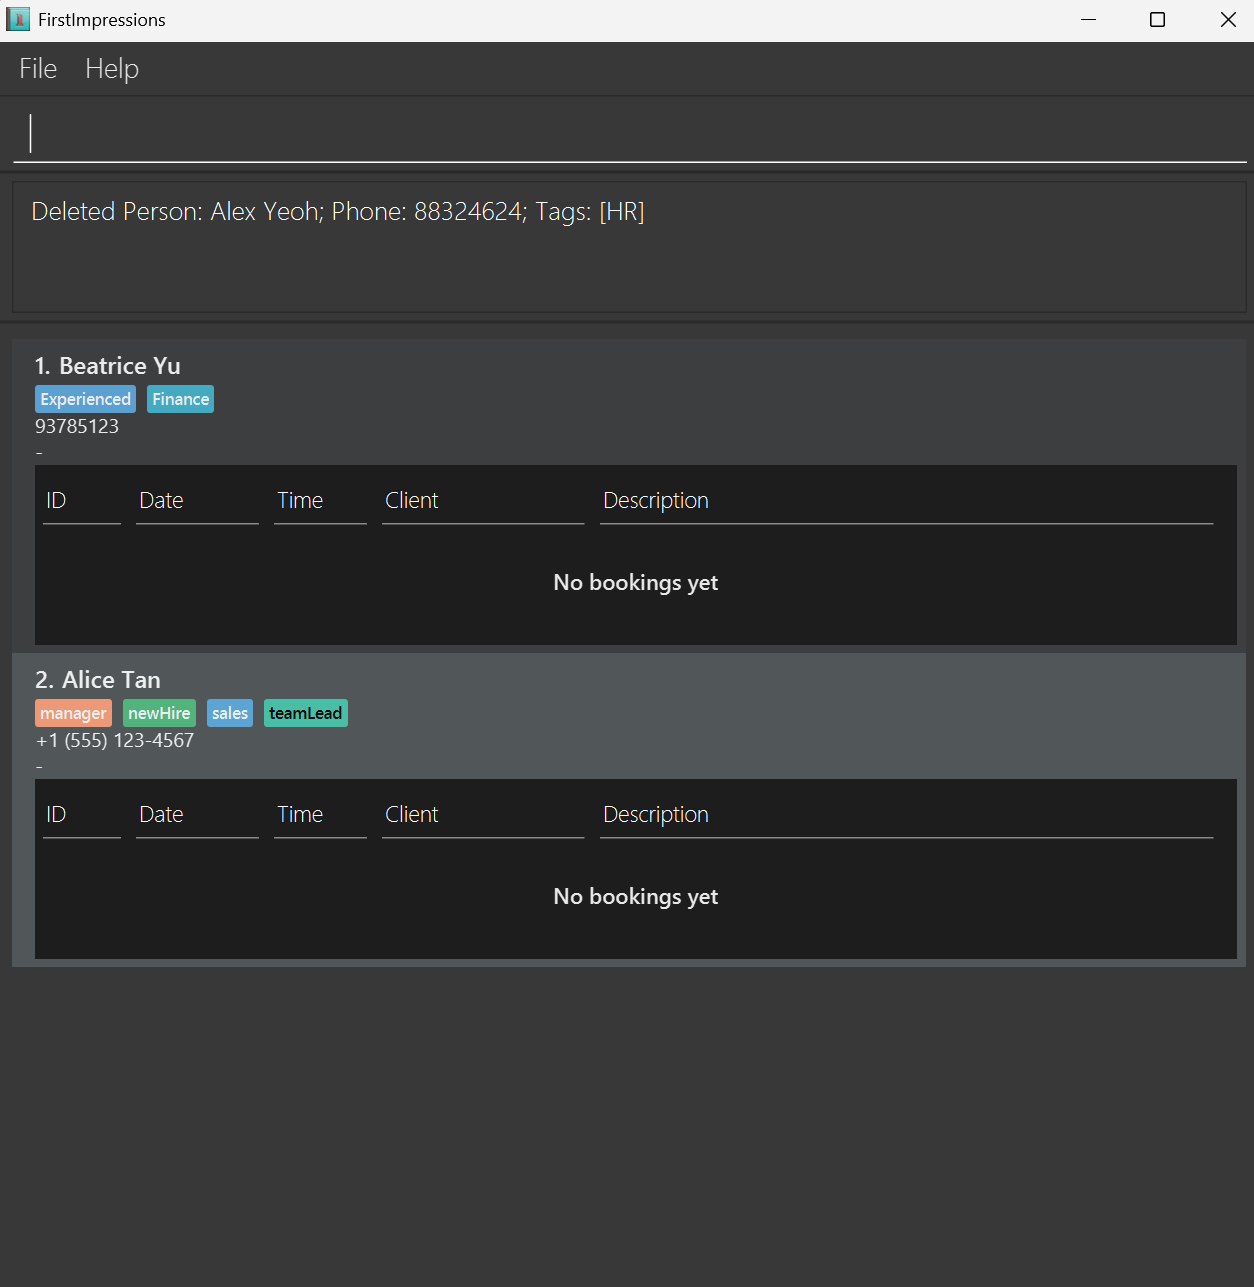 FirstImpressions
File Help
Deleted Person: Alex Yeoh; Phone: 88324624; Tags: [HR]
1. Beatrice Yu
Experienced Finance
93785123
-
ID Date Time Client Description
No bookings yet
2. Alice Tan
manager newHire sales teamLead
+1 (555) 123-4567
-
ID Date Time Client Description
No bookings yet